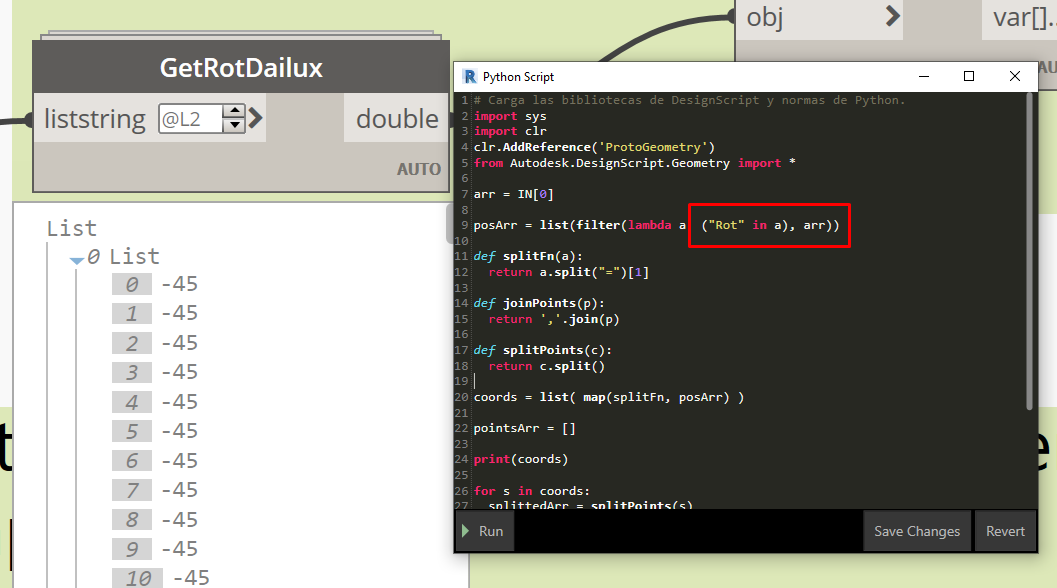 obj
var[]..
GetRotDailux
liststring @L2
double
AUTO
AU
List
0 List
0 -45
1 -45
2 -45
3 -45
4 -45
5 -45
6 -45
7 -45
8 -45
9 -45
10 -45
R Python Script
1 # Carga las bibliotecas de DesignScript y normas de Python.
2 import sys
3 import clr
4 clr.AddReference('ProtoGeometry')
5 from Autodesk.DesignScript.Geometry import *
6
7 arr = IN[0]
8
9 posArr = list(filter(lambda a ("Rot" in a), arr))
10
11 def splitFn(a):
12 return a.split("=")[1]
13
14 def joinPoints(p):
15 return ','.join(p)
16
17 def splitPoints(c):
18 return c.split()
19
20 coords = list( map(splitFn, posArr) )
21
22 pointsArr = []
23
24 print(coords)
25
26 for s in coords:
27 splittedArr = splitPoints(s)
Run
Save Changes
Revert